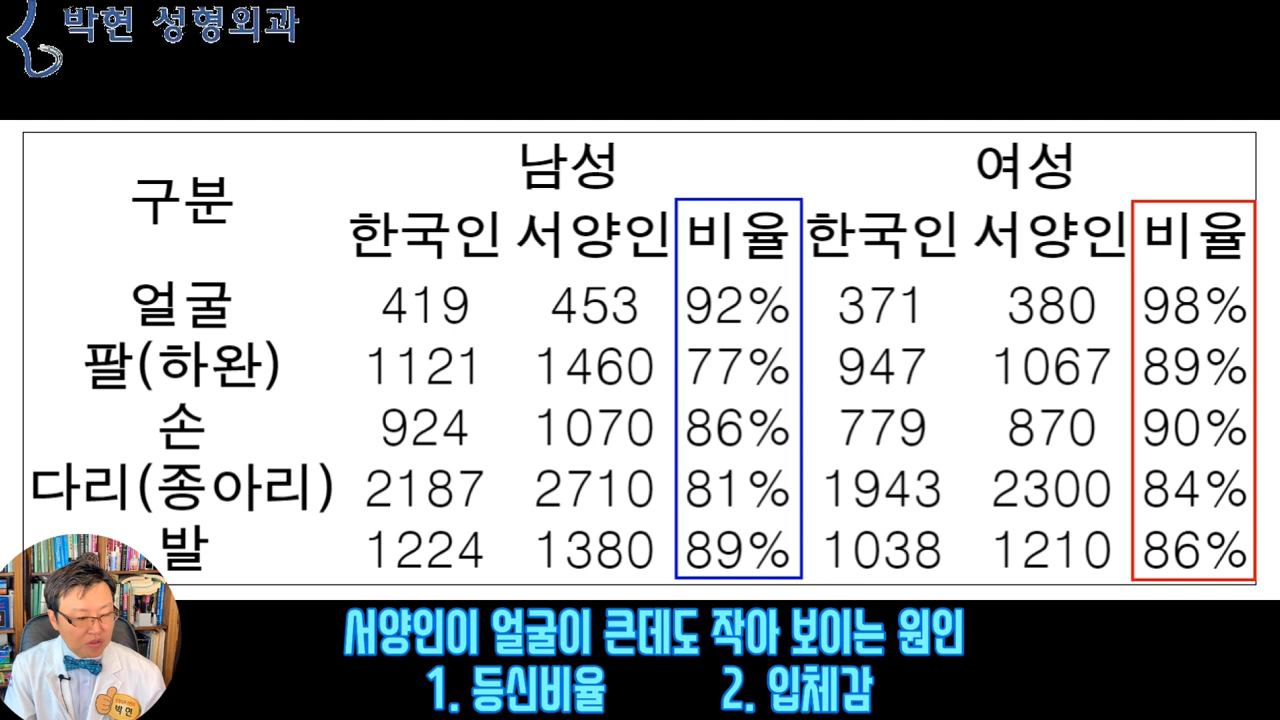 박현 성형외과
구분 남성 여성
한국인 서양인 비율 한국인 서양인 비율
얼굴 419 453 92% 371 380 98%
팔(하완) 1121 1460 77% 947 1067 89%
손 924 1070 86% 779 870 90%
다리(종아리) 2187 2710 81% 1943 2300 84%
발 1224 1380 89% 1038 1210 86%
서양인이 얼굴이 큰데도 작아 보이는 원인
1. 등신비율 2. 입체감
박현